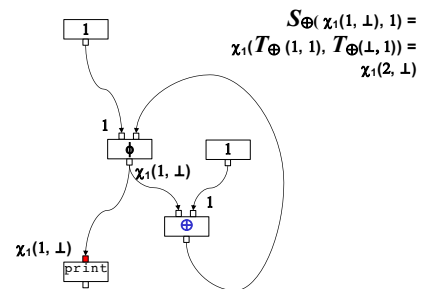 S⊕( χ₁(1, ⊥), 1) =
χ₁(T⊕ (1, 1), T⊕(⊥, 1)) =
χ₁(2, ⊥)
1
1
ϕ
1
χ₁(1, ⊥)
1
⊕
χ₁(1, ⊥)
print